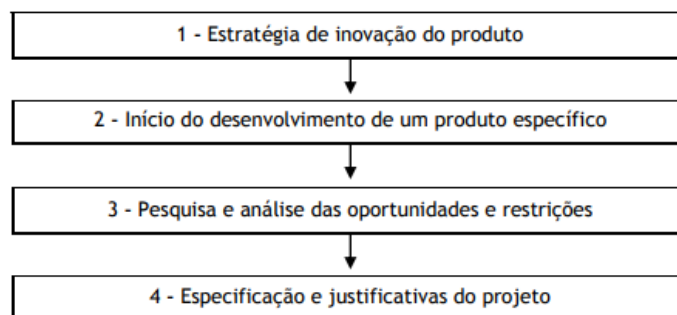 1 - Estratégia de inovação do produto
2 - Início do desenvolvimento de um produto específico
3 - Pesquisa e análise das oportunidades e restrições
4 - Especificação e justificativas do projeto